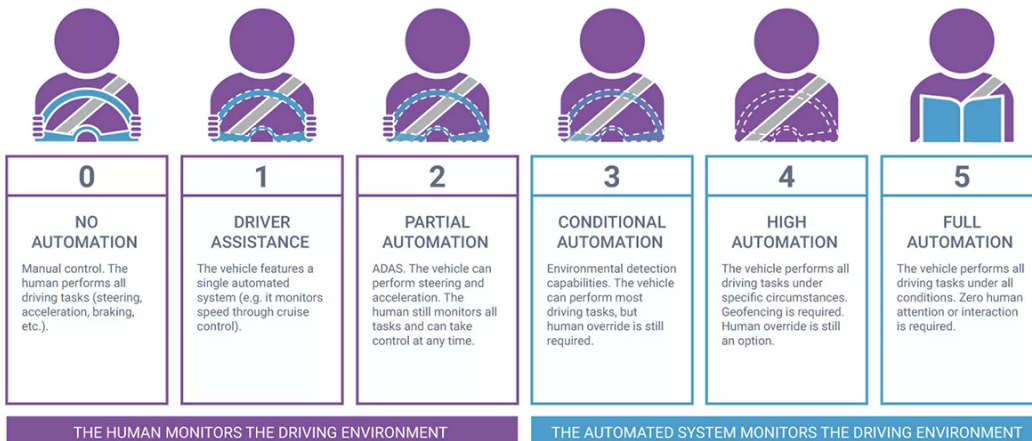 0
NO
AUTOMATION
Manual control. The
human performs all
driving tasks (steering,
acceleration, braking,
etc.).
1
DRIVER
ASSISTANCE
The vehicle features a
single automated
system (e.g. it monitors
speed through cruise
control).
2
PARTIAL
AUTOMATION
ADAS. The vehicle can
perform steering and
acceleration. The
human still monitors all
tasks and can take
control at any time.
3
CONDITIONAL
AUTOMATION
Environmental detection
capabilities. The vehicle
can perform most
driving tasks, but
human override is still
required.
4
HIGH
AUTOMATION
The vehicle performs all
driving tasks under
specific circumstances.
Geofencing is required.
Human override is still
an option.
5
FULL
AUTOMATION
The vehicle performs all
driving tasks under all
conditions. Zero human
attention or interaction
is required.
THE HUMAN MONITORS THE DRIVING ENVIRONMENT
THE AUTOMATED SYSTEM MONITORS THE DRIVING ENVIRONMENT